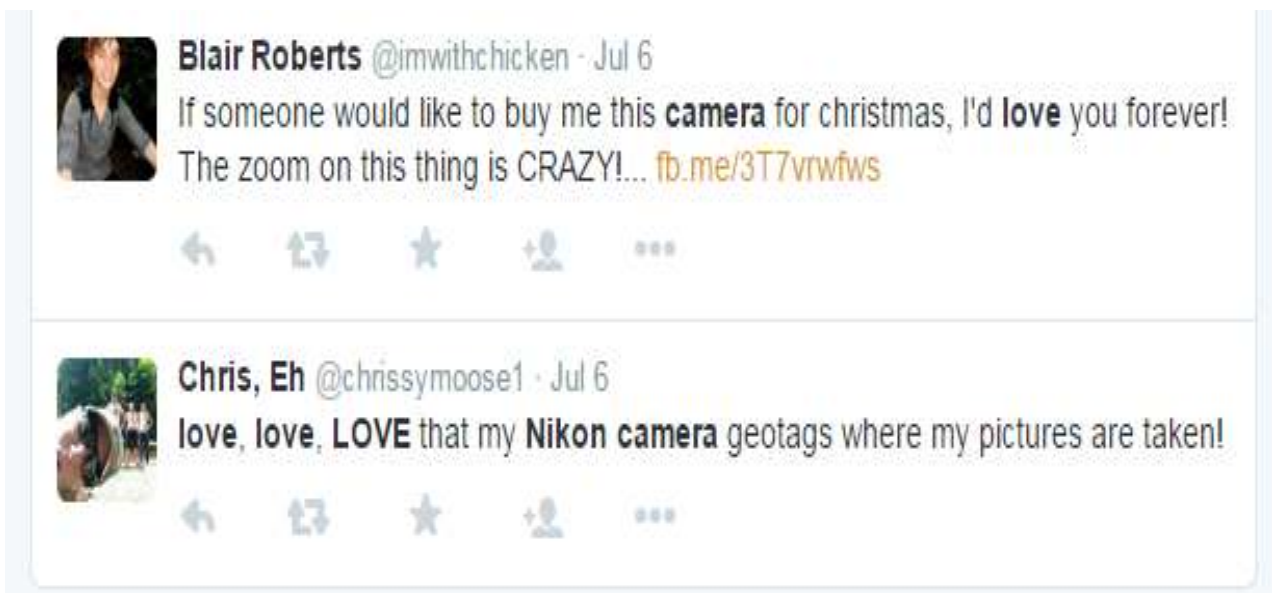 Blair Roberts @imwithchicken · Jul 6
If someone would like to buy me this camera for christmas, I'd love you forever!
The zoom on this thing is CRAZY!... fb.me/3T7vrwfws
Chris, Eh @chrissymoose1 · Jul 6
love, love, LOVE that my Nikon camera geotags where my pictures are taken!